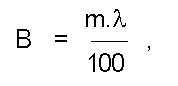 B = m.λ / 100 ,